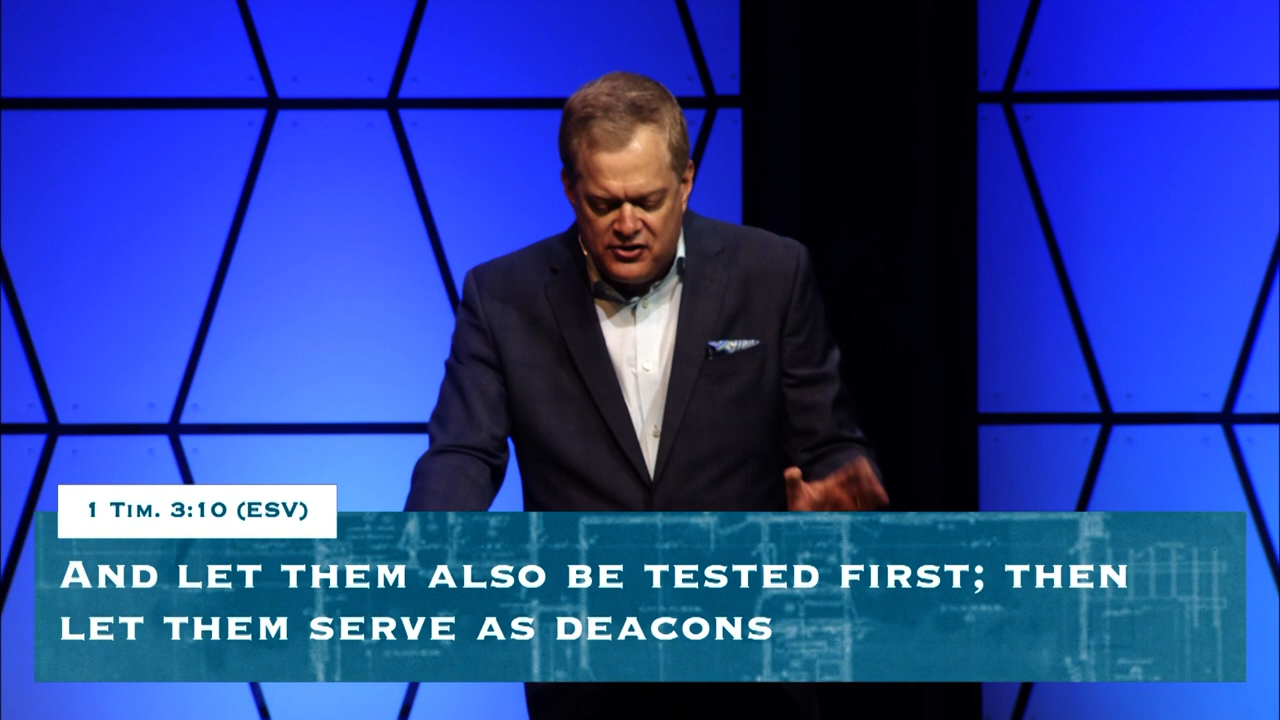 1 Tim. 3:10 (ESV)
And let them also be tested first; then
let them serve as deacons